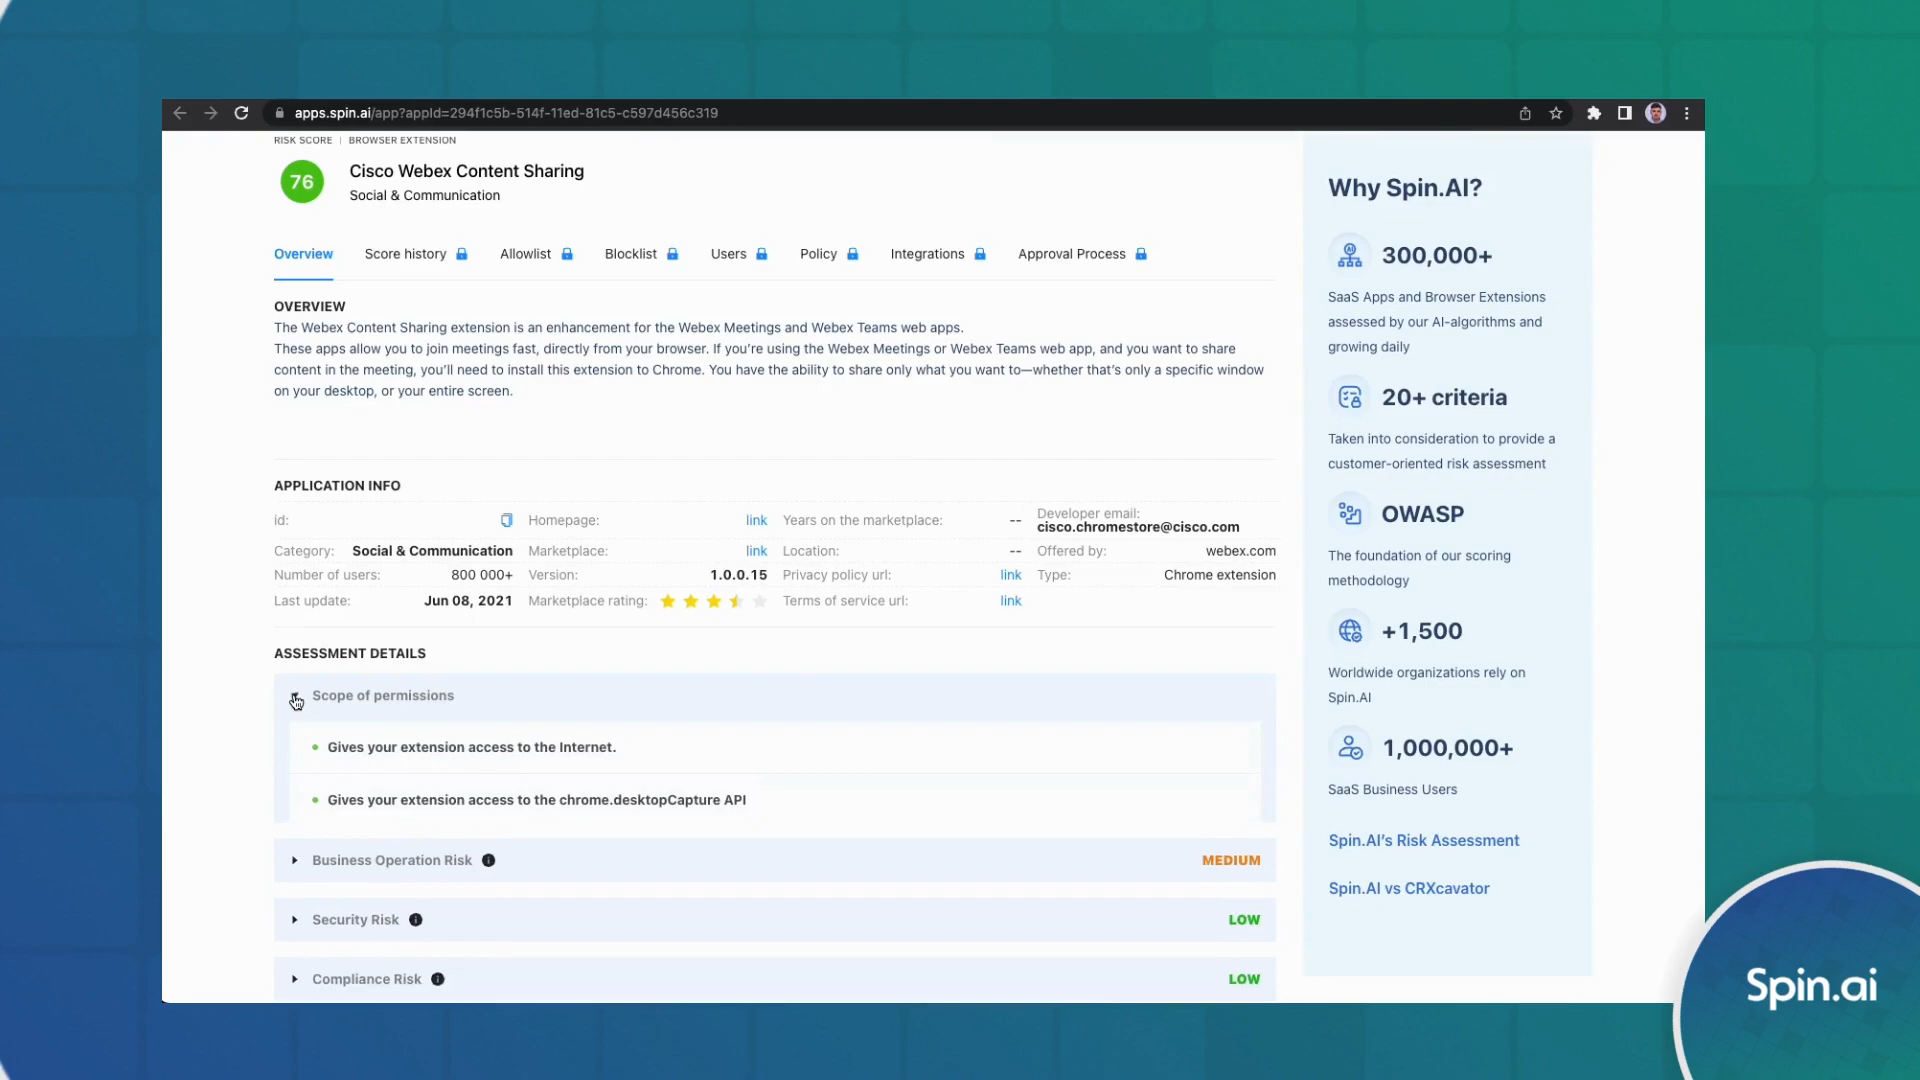 apps.spin.ai/app?appId=294f1c5b-514f-11ed-81c5-c597d456c319
RISK SCORE | BROWSER EXTENSION
76
Cisco Webex Content Sharing
Social & Communication
Overview Score history Allowlist Blocklist Users Policy Integrations Approval Process
OVERVIEW
The Webex Content Sharing extension is an enhancement for the Webex Meetings and Webex Teams web apps.
These apps allow you to join meetings fast, directly from your browser. If you're using the Webex Meetings or Webex Teams web app, and you want to share
content in the meeting, you'll need to install this extension to Chrome. You have the ability to share only what you want to—whether that's only a specific window
on your desktop, or your entire screen.
APPLICATION INFO
id: Homepage: link Years on the marketplace: -- Developer email:
cisco.chromestore@cisco.com
Category: Social & Communication Marketplace: link Location: -- Offered by: webex.com
Number of users: 800 000+ Version: 1.0.0.15 Privacy policy url: link Type: Chrome extension
Last update: Jun 08, 2021 Marketplace rating: Terms of service url: link
ASSESSMENT DETAILS
Scope of permissions
Gives your extension access to the Internet.
Gives your extension access to the chrome.desktopCapture API
Business Operation Risk MEDIUM
Security Risk LOW
Compliance Risk LOW
Why Spin.AI?
300,000+
SaaS Apps and Browser Extensions
assessed by our AI-algorithms and
growing daily
20+ criteria
Taken into consideration to provide a
customer-oriented risk assessment
OWASP
The foundation of our scoring
methodology
+1,500
Worldwide organizations rely on
Spin.AI
1,000,000+
SaaS Business Users
Spin.AI's Risk Assessment
Spin.AI vs CRXcavator
Spin.ai